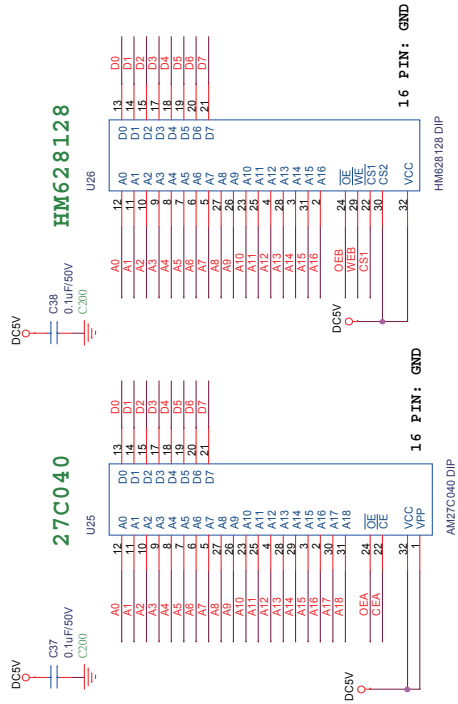 27C040
DC5V
C37
0.1uF/50V
C200
U25
A0 12 A0 D0 13 D0
A1 11 A1 D1 14 D1
A2 10 A2 D2 15 D2
A3 9 A3 D3 17 D3
A4 8 A4 D4 18 D4
A5 7 A5 D5 19 D5
A6 6 A6 D6 20 D6
A7 5 A7 D7 21 D7
A8 27 A8
A9 26 A9
A10 23 A10
A11 25 A11
A12 4 A12
A13 28 A13
A14 29 A14
A15 3 A15
A16 2 A16
A17 30 A17
A18 31 A18
OEA 24 OE
CEA 22 CE
DC5V
32 VCC
1 VPP
16 PIN: GND
AM27C040 DIP
HM628128
DC5V
C38
0.1uF/50V
C200
U26
A0 12 A0 D0 13 D0
A1 11 A1 D1 14 D1
A2 10 A2 D2 15 D2
A3 9 A3 D3 17 D3
A4 8 A4 D4 18 D4
A5 7 A5 D5 19 D5
A6 6 A6 D6 20 D6
A7 5 A7 D7 21 D7
A8 27 A8
A9 26 A9
A10 23 A10
A11 25 A11
A12 4 A12
A13 28 A13
A14 3 A14
A15 31 A15
A16 2 A16
OEB 24 OE
WEB 29 WE
CS1 22 CS1
30 CS2
DC5V
32 VCC
16 PIN: GND
HM628128 DIP